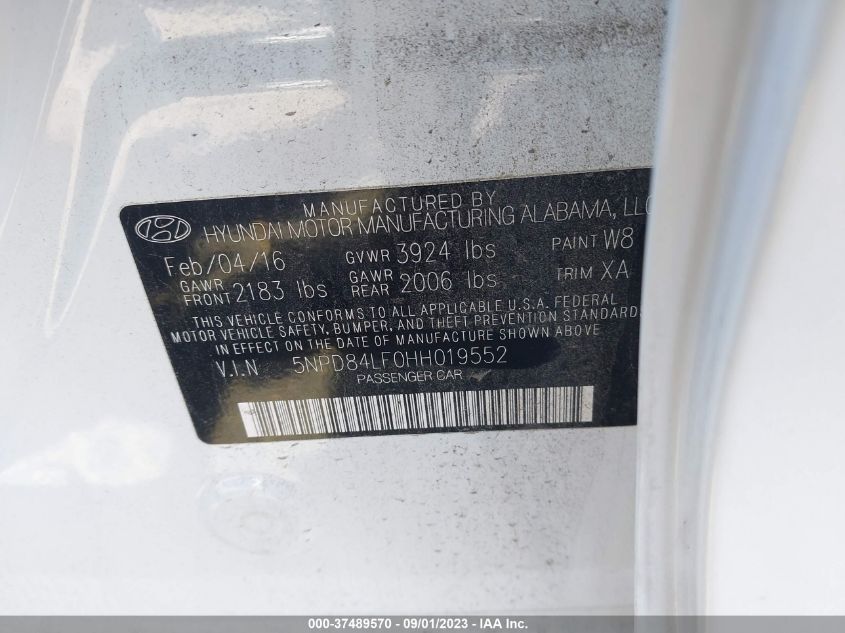 MANUFACTURED BY
HYUNDAI MOTOR MANUFACTURING ALABAMA, LLC
Feb/04/16 GVWR 3924 lbs PAINT W8
GAWR FRONT 2183 lbs GAWR REAR 2006 lbs TRIM XA
THIS VEHICLE CONFORMS TO ALL APPLICABLE U.S.A. FEDERAL
MOTOR VEHICLE SAFETY, BUMPER, AND THEFT PREVENTION STANDARDS
IN EFFECT ON THE DATE OF MANUFACTURE SHOWN ABOVE
V.I.N 5NPD84LF0HH019552
PASSENGER CAR
000-37489570 - 09/01/2023 - © IAA Inc.